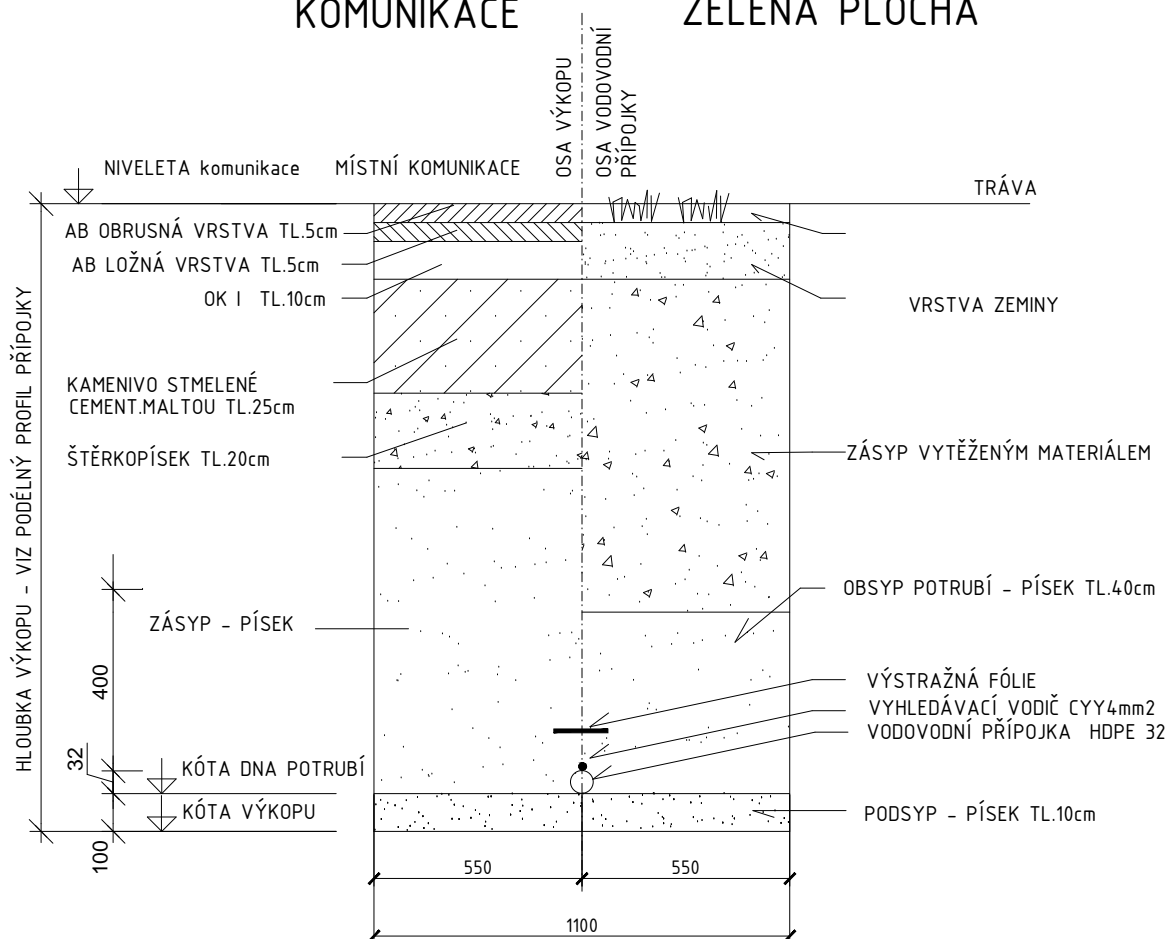 KOMUNIKACE
ZELENÁ PLOCHA
OSA VÝKOPU
OSA VODOVODNÍ
PŘÍPOJKY
NIVELETA komunikace
MÍSTNÍ KOMUNIKACE
TRÁVA
AB OBRUSNÁ VRSTVA TL.5cm
AB LOŽNÁ VRSTVA TL.5cm
OK I TL.10cm
VRSTVA ZEMINY
KAMENIVO STMELENÉ
CEMENT.MALTOU TL.25cm
ŠTĚRKOPÍSEK TL.20cm
ZÁSYP VYTĚŽENÝM MATERIÁLEM
HLOUBKA VÝKOPU - VIZ PODÉLNÝ PROFIL PŘÍPOJKY
OBSYP POTRUBÍ - PÍSEK TL.40cm
ZÁSYP - PÍSEK
400
VÝSTRAŽNÁ FÓLIE
VYHLEDÁVACÍ VODIČ CYY4mm2
VODOVODNÍ PŘÍPOJKA HDPE 32
32
KÓTA DNA POTRUBÍ
KÓTA VÝKOPU
PODSYP - PÍSEK TL.10cm
100
550
550
1100